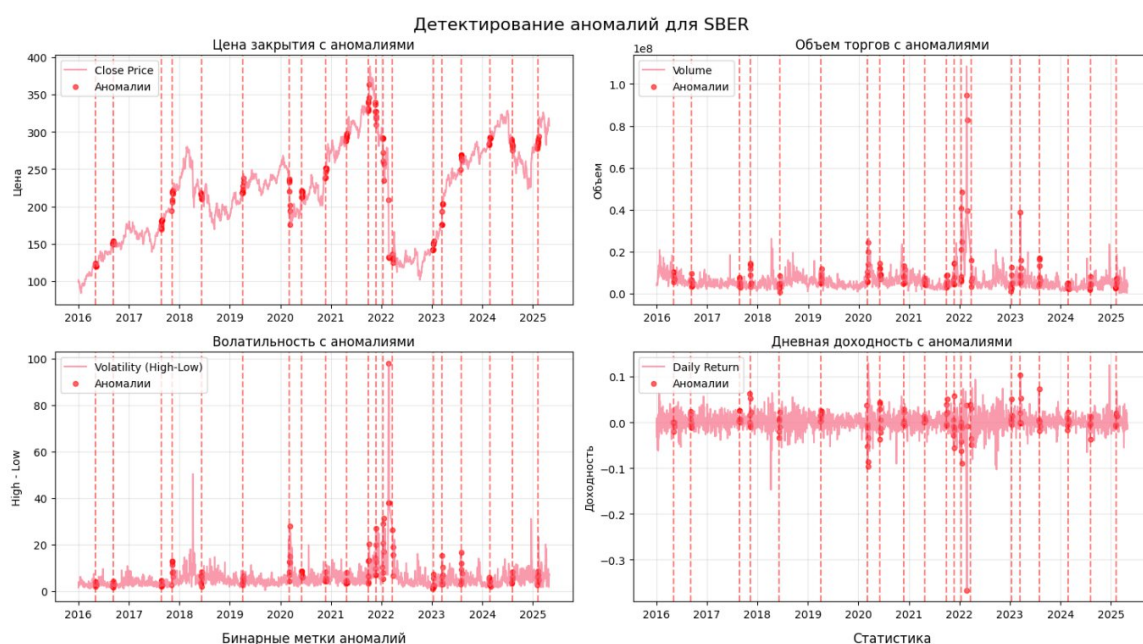 Детектирование аномалий для SBER
Цена закрытия с аномалиями
400
350
300
250
200
150
100
Цена
Close Price
Аномалии
2016 2017 2018 2019 2020 2021 2022 2023 2024 2025
Объем торгов с аномалиями
1e8
1.0
0.8
0.6
0.4
0.2
0.0
Объем
Volume
Аномалии
2016 2017 2018 2019 2020 2021 2022 2023 2024 2025
Волатильность с аномалиями
100
80
60
40
20
0
High - Low
Volatility (High-Low)
Аномалии
2016 2017 2018 2019 2020 2021 2022 2023 2024 2025
Дневная доходность с аномалиями
0.1
0.0
−0.1
−0.2
−0.3
Доходность
Daily Return
Аномалии
2016 2017 2018 2019 2020 2021 2022 2023 2024 2025
Бинарные метки аномалий
Статистика